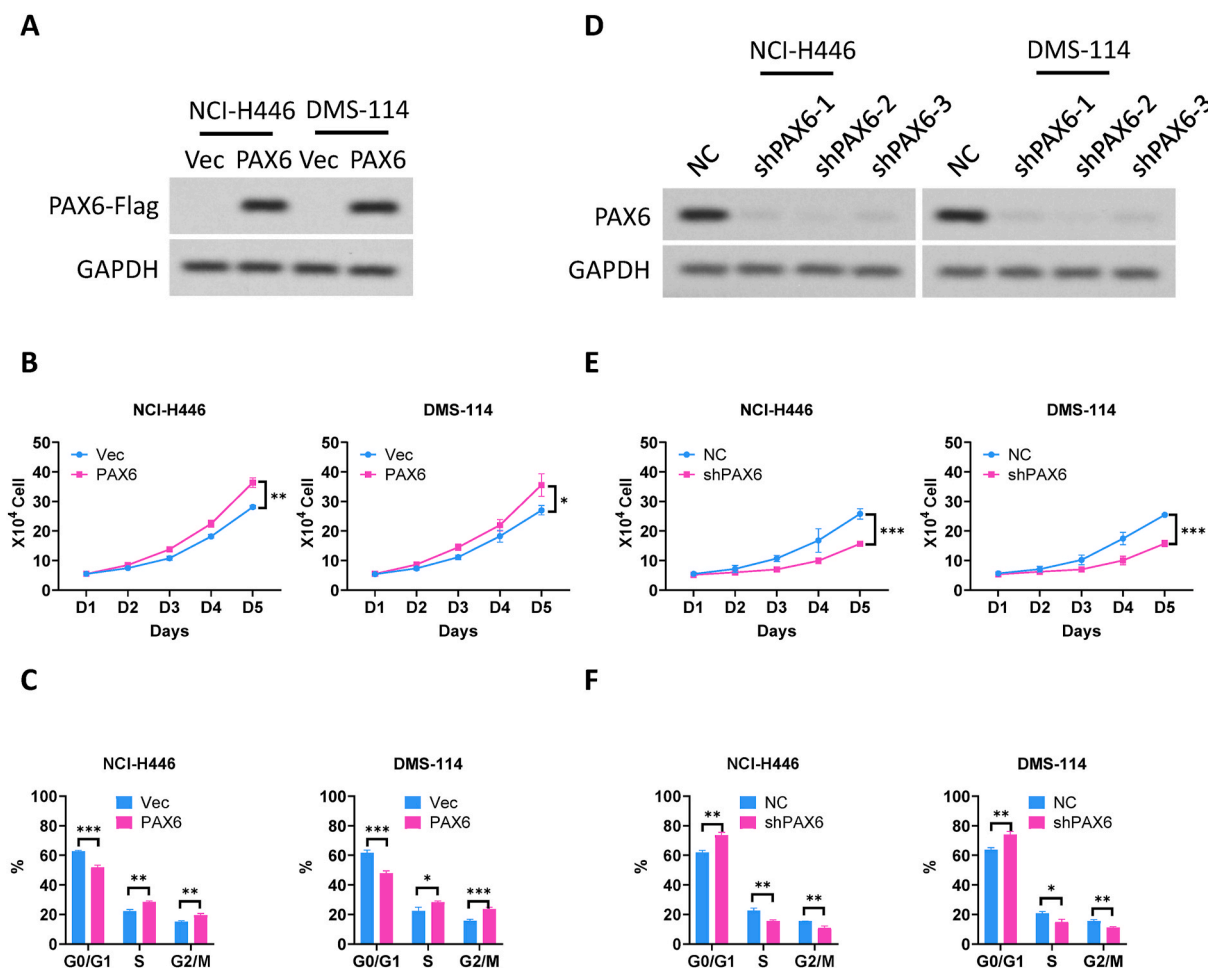 A
NCI-H446 DMS-114
Vec PAX6 Vec PAX6
PAX6-Flag
GAPDH
D
NCI-H446 DMS-114
NC shPAX6-1 shPAX6-2 shPAX6-3 NC shPAX6-1 shPAX6-2 shPAX6-3
PAX6
GAPDH
B
NCI-H446
X10⁴ Cell
50
40
30
20
10
0
Vec
PAX6
**
D1 D2 D3 D4 D5
Days
DMS-114
X10⁴ Cell
50
40
30
20
10
0
Vec
PAX6
*
D1 D2 D3 D4 D5
Days
E
NCI-H446
X10⁴ Cell
50
40
30
20
10
0
NC
shPAX6
***
D1 D2 D3 D4 D5
Days
DMS-114
X10⁴ Cell
50
40
30
20
10
0
NC
shPAX6
***
D1 D2 D3 D4 D5
Days
C
NCI-H446
%
100
80
60
40
20
0
Vec
PAX6
*** ** **
G0/G1 S G2/M
DMS-114
%
100
80
60
40
20
0
Vec
PAX6
*** * ***
G0/G1 S G2/M
F
NCI-H446
%
100
80
60
40
20
0
NC
shPAX6
** ** **
G0/G1 S G2/M
DMS-114
%
100
80
60
40
20
0
NC
shPAX6
** * **
G0/G1 S G2/M